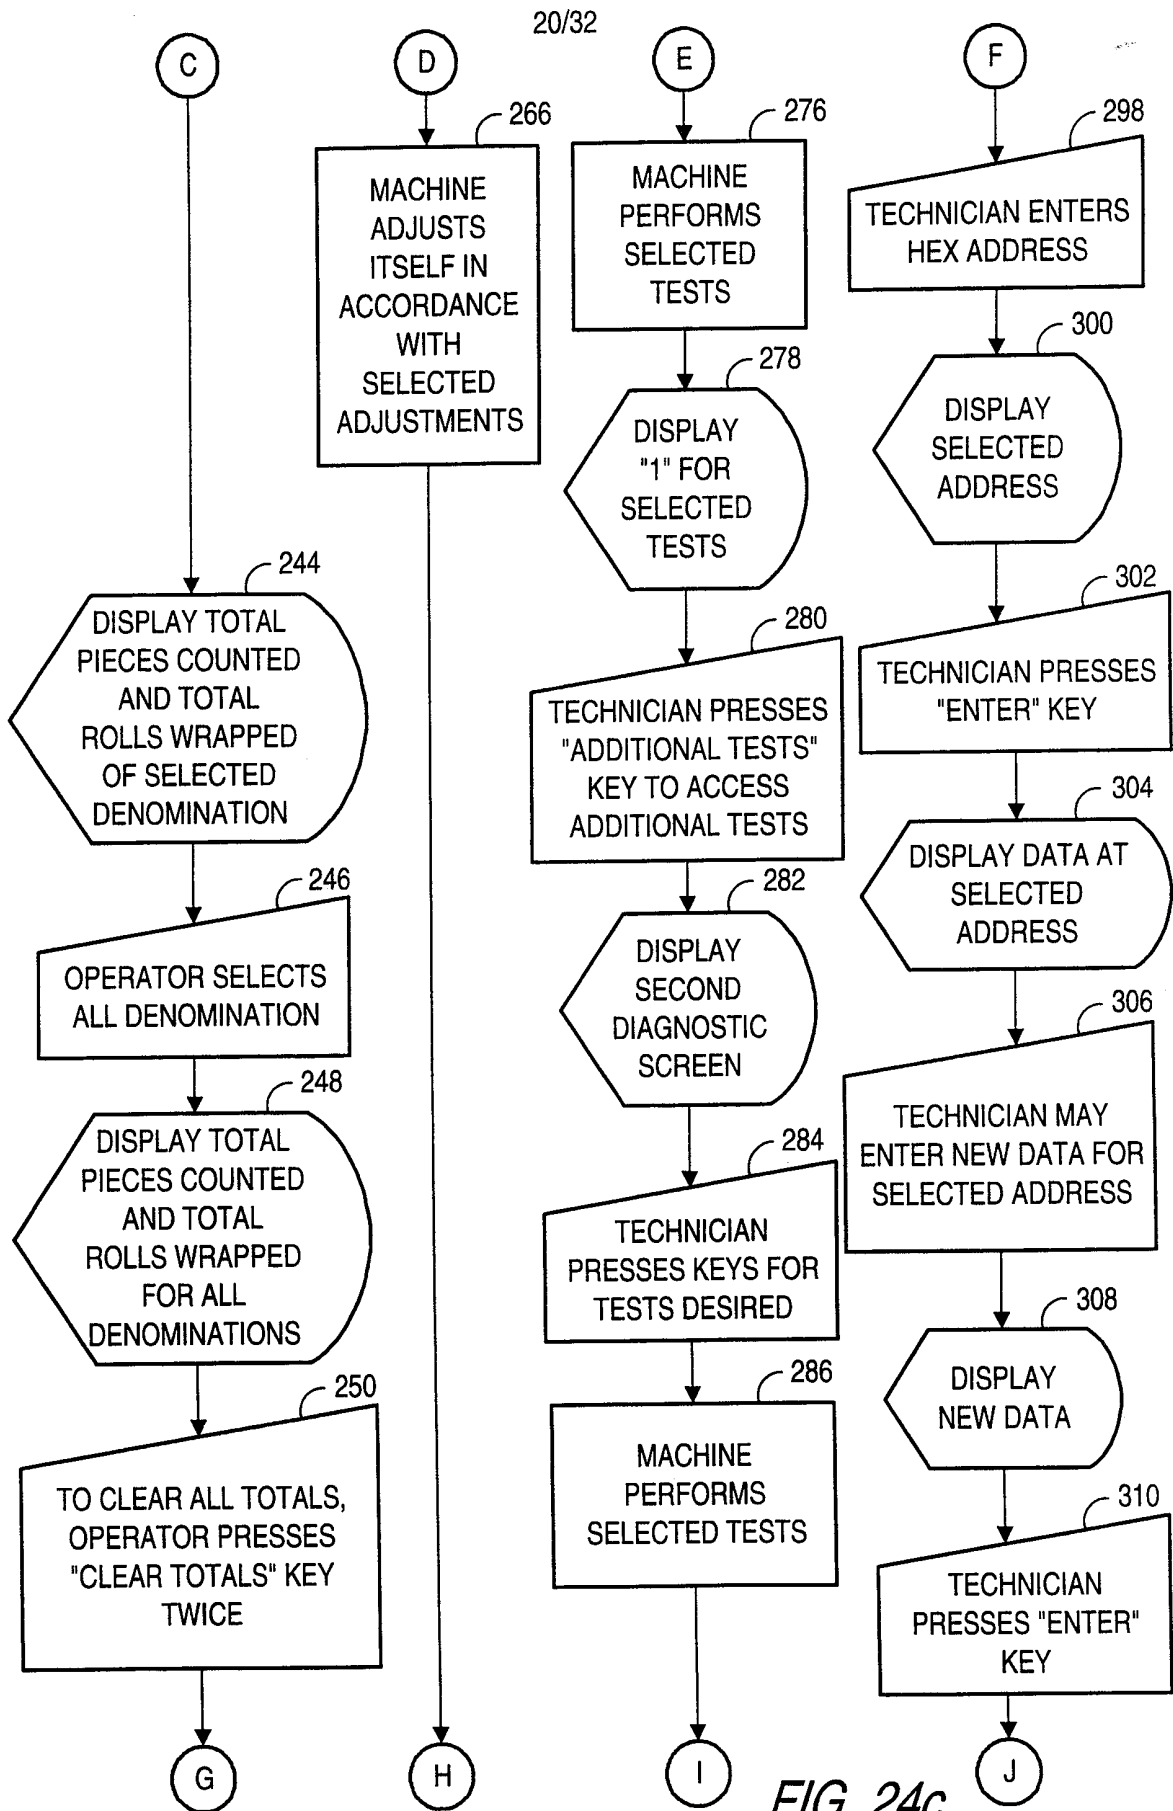 20/32
C
244
DISPLAY TOTAL
PIECES COUNTED
AND TOTAL
ROLLS WRAPPED
OF SELECTED
DENOMINATION
246
OPERATOR SELECTS
ALL DENOMINATION
248
DISPLAY TOTAL
PIECES COUNTED
AND TOTAL
ROLLS WRAPPED
FOR ALL
DENOMINATIONS
250
TO CLEAR ALL TOTALS,
OPERATOR PRESSES
"CLEAR TOTALS" KEY
TWICE
G
D
266
MACHINE
ADJUSTS
ITSELF IN
ACCORDANCE
WITH
SELECTED
ADJUSTMENTS
H
E
276
MACHINE
PERFORMS
SELECTED
TESTS
278
DISPLAY
"1" FOR
SELECTED
TESTS
280
TECHNICIAN PRESSES
"ADDITIONAL TESTS"
KEY TO ACCESS
ADDITIONAL TESTS
282
DISPLAY
SECOND
DIAGNOSTIC
SCREEN
284
TECHNICIAN
PRESSES KEYS FOR
TESTS DESIRED
286
MACHINE
PERFORMS
SELECTED TESTS
I
F
298
TECHNICIAN ENTERS
HEX ADDRESS
300
DISPLAY
SELECTED
ADDRESS
302
TECHNICIAN PRESSES
"ENTER" KEY
304
DISPLAY DATA AT
SELECTED
ADDRESS
306
TECHNICIAN MAY
ENTER NEW DATA FOR
SELECTED ADDRESS
308
DISPLAY
NEW DATA
310
TECHNICIAN
PRESSES "ENTER"
KEY
J
FIG. 24c